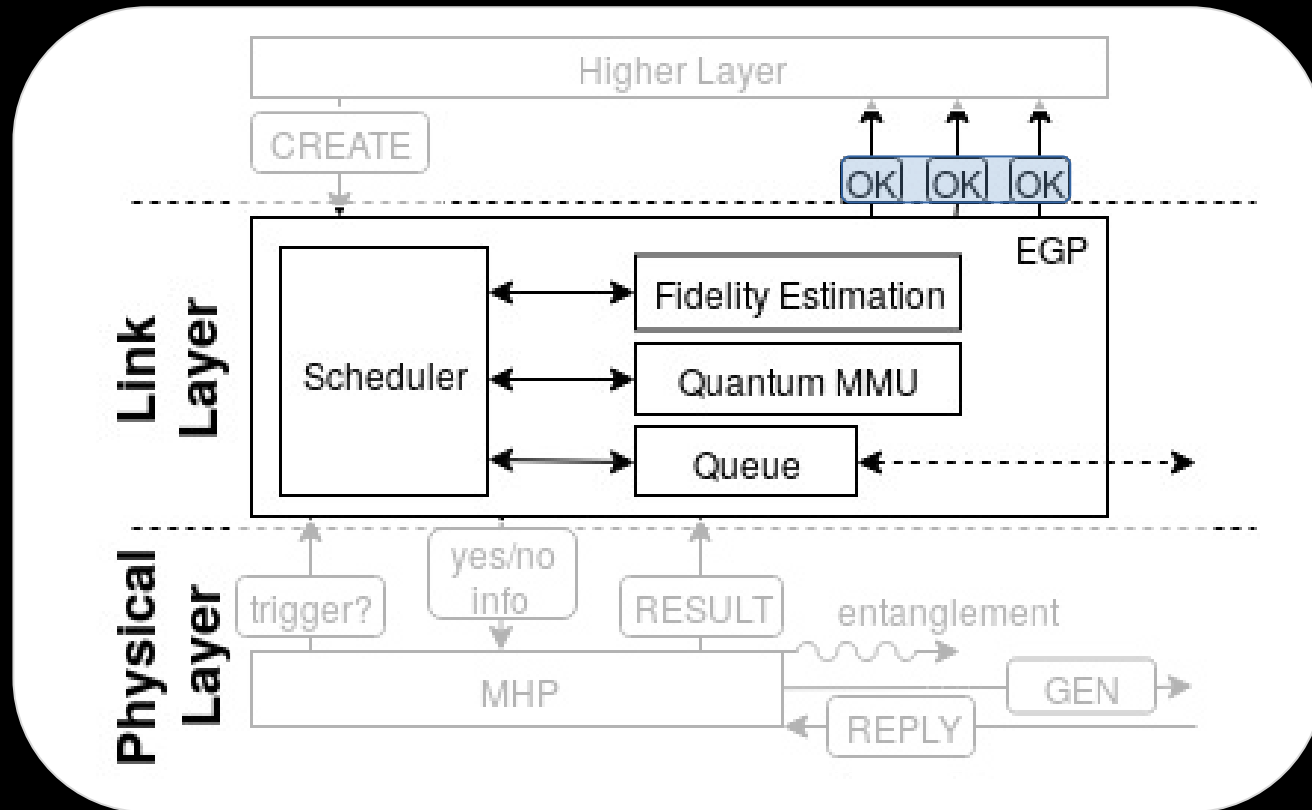 Higher Layer
CREATE
OK OK OK
EGP
Link
Layer
Scheduler
Fidelity Estimation
Quantum MMU
Queue
Physical
Layer
trigger?
yes/no
info
RESULT
entanglement
MHP
GEN
REPLY